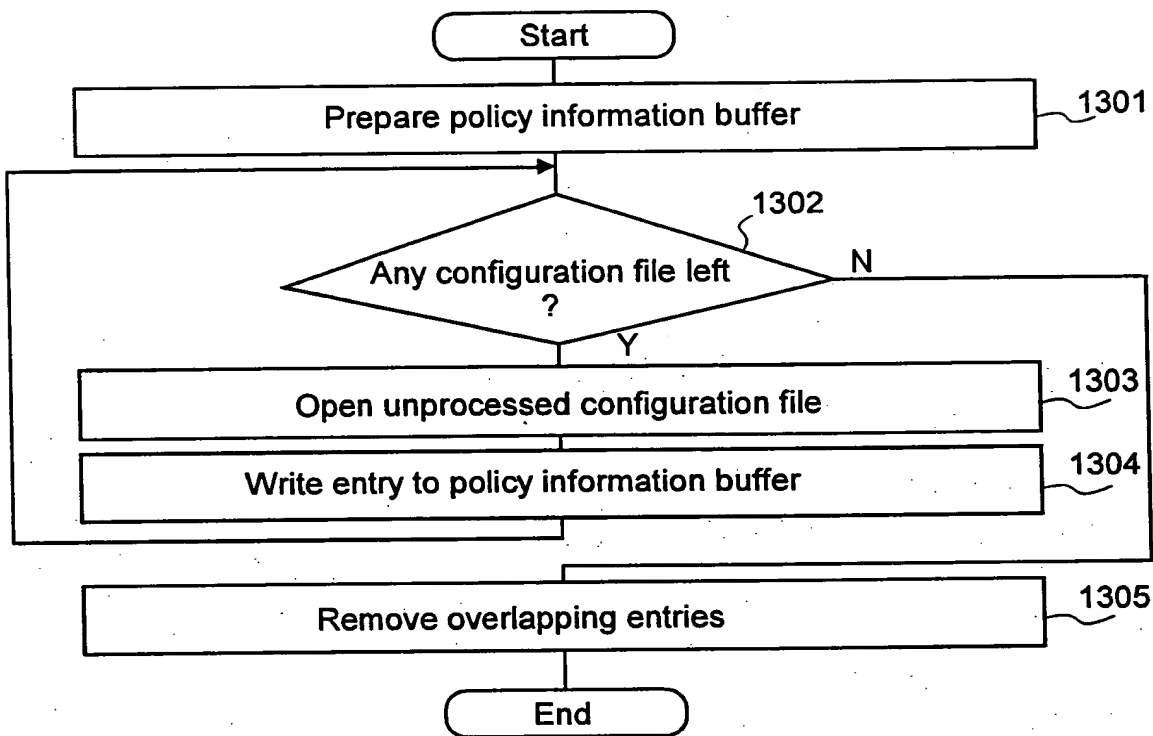 Start
Prepare policy information buffer
1301
1302
Any configuration file left
?
N
Y
Open unprocessed configuration file
1303
Write entry to policy information buffer
1304
Remove overlapping entries
1305
End